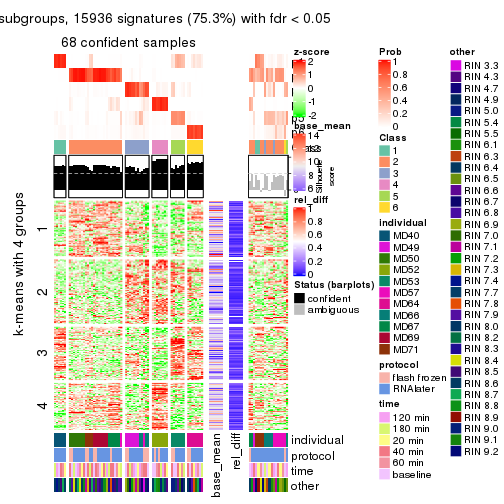 subgroups, 15936 signatures (75.3%) with fdr < 0.05
68 confident samples
k-means with 4 groups
1
2
3
4
individual
protocol
time
other
base_mean
rel_diff
Silhouette
score
z-score
2
1
0
-1
-2
base_mean
14
12
10
8
rel_diff
1
0
Status (barplots)
confident
ambiguous
Prob
1
0.8
0.6
0.4
0.2
0
Class
1
2
3
4
5
6
individual
MD40
MD49
MD50
MD52
MD53
MD57
MD64
MD66
MD67
MD69
MD71
protocol
flash frozen
RNAlater
time
120 min
180 min
20 min
40 min
60 min
baseline
other
RIN 3.3
RIN 4.3
RIN 4.7
RIN 4.9
RIN 5.0
RIN 5.4
RIN 5.5
RIN 6.1
RIN 6.3
RIN 6.4
RIN 6.5
RIN 6.6
RIN 6.7
RIN 6.8
RIN 6.9
RIN 7.0
RIN 7.1
RIN 7.2
RIN 7.3
RIN 7.4
RIN 7.5
RIN 7.6
RIN 7.7
RIN 7.8
RIN 7.9
RIN 8.0
RIN 8.2
RIN 8.3
RIN 8.4
RIN 8.5
RIN 8.6
RIN 8.7
RIN 8.8
RIN 8.9
RIN 9.0
RIN 9.1
RIN 9.2